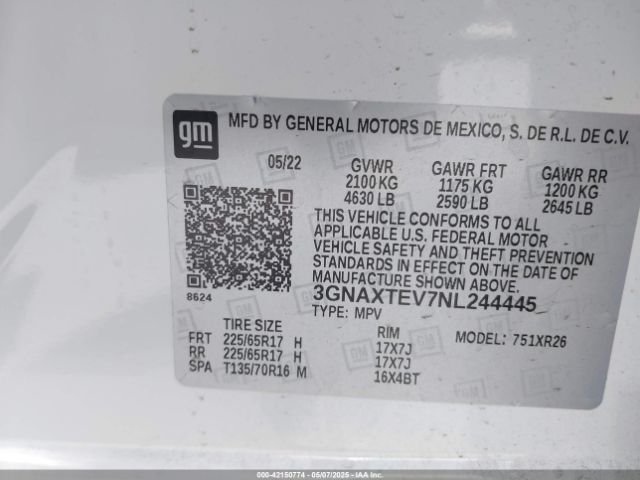 gm
MFD BY GENERAL MOTORS DE MEXICO, S. DE R.L. DE C.V.
05/22 GVWR GAWR FRT GAWR RR
2100 KG 1175 KG 1200 KG
4630 LB 2590 LB 2645 LB
THIS VEHICLE CONFORMS TO ALL
APPLICABLE U.S. FEDERAL MOTOR
VEHICLE SAFETY AND THEFT PREVENTION
STANDARDS IN EFFECT ON THE DATE OF
MANUFACTURE SHOWN ABOVE.
8624 3GNAXTEV7NL244445
TYPE: MPV
TIRE SIZE RIM MODEL: 751XR26
FRT 225/65R17 H 17X7J
RR 225/65R17 H 17X7J
SPA T135/70R16 M 16X4BT
000-42150774 - 05/07/2025 - IAAI Copart